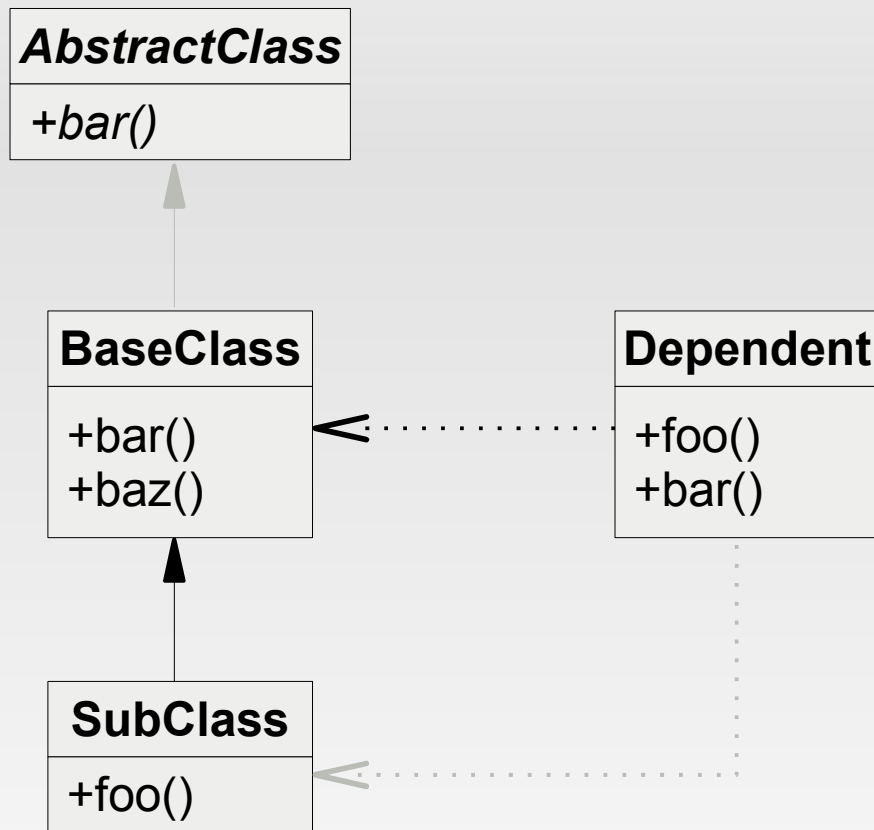 AbstractClass
+bar()
BaseClass
+bar()
+baz()
Dependent
+foo()
+bar()
SubClass
+foo()